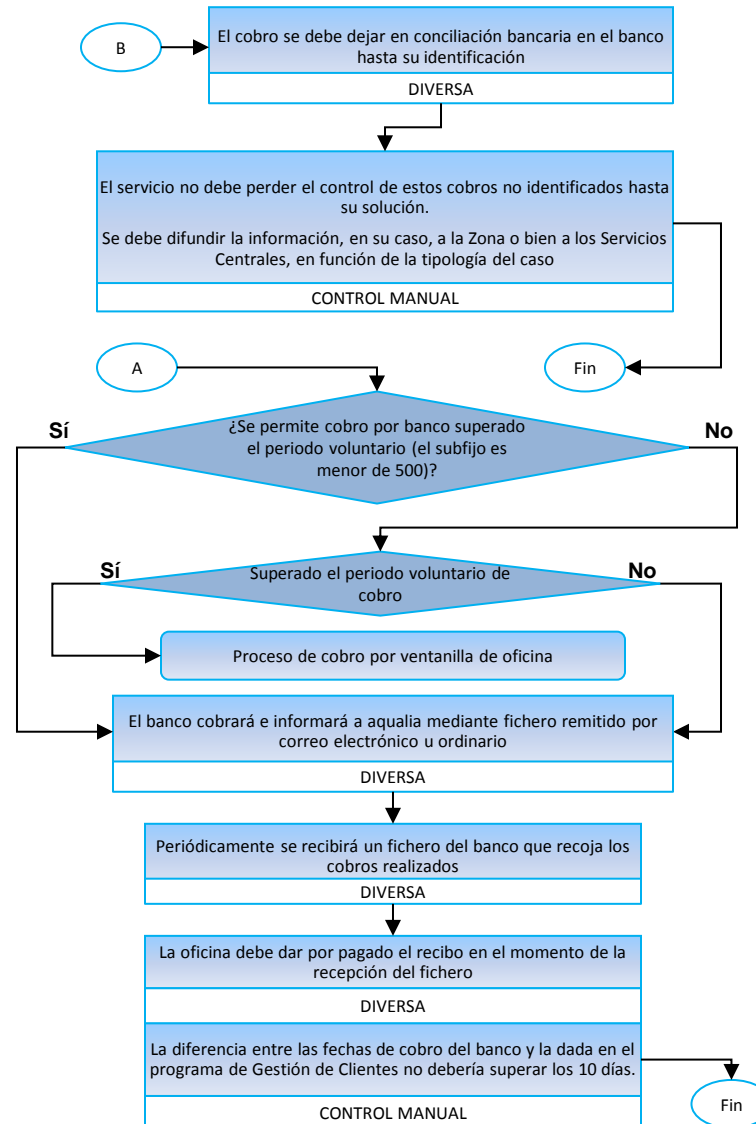 B
El cobro se debe dejar en conciliación bancaria en el banco
hasta su identificación
DIVERSA
El servicio no debe perder el control de estos cobros no identificados hasta
su solución.
Se debe difundir la información, en su caso, a la Zona o bien a los Servicios
Centrales, en función de la tipología del caso
CONTROL MANUAL
A
Fin
¿Se permite cobro por banco superado
el periodo voluntario (el subfijo es
menor de 500)?
Sí
No
Superado el periodo voluntario de
cobro
Sí
No
Proceso de cobro por ventanilla de oficina
El banco cobrará e informará a aqualia mediante fichero remitido por
correo electrónico u ordinario
DIVERSA
Periódicamente se recibirá un fichero del banco que recoja los
cobros realizados
DIVERSA
La oficina debe dar por pagado el recibo en el momento de la
recepción del fichero
DIVERSA
La diferencia entre las fechas de cobro del banco y la dada en el
programa de Gestión de Clientes no debería superar los 10 días.
CONTROL MANUAL
Fin